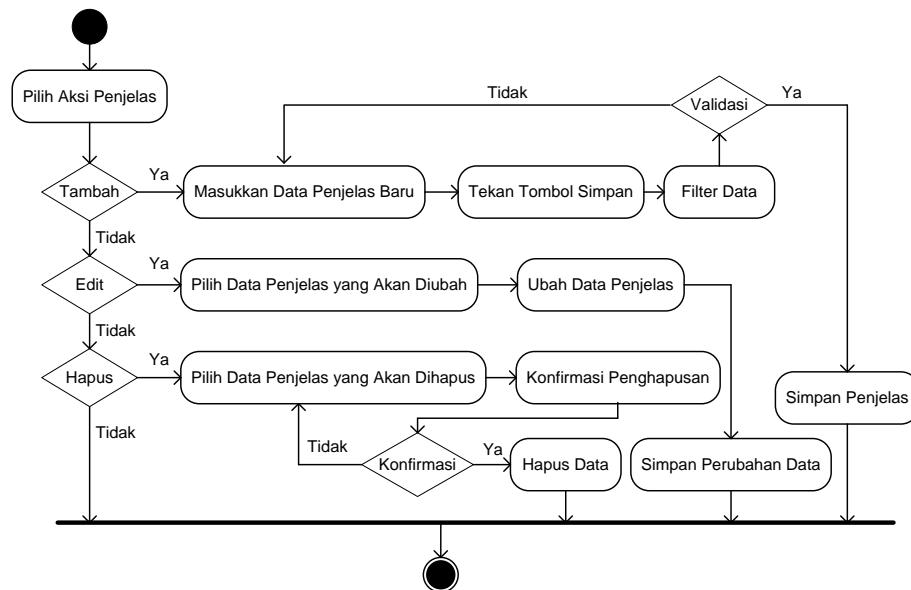 Pilih Aksi Penjelas
Tidak
Validasi
Ya
Tambah
Ya
Masukkan Data Penjelas Baru
Tekan Tombol Simpan
Filter Data
Tidak
Edit
Ya
Pilih Data Penjelas yang Akan Diubah
Ubah Data Penjelas
Tidak
Hapus
Ya
Pilih Data Penjelas yang Akan Dihapus
Konfirmasi Penghapusan
Simpan Penjelas
Tidak
Tidak
Konfirmasi
Ya
Hapus Data
Simpan Perubahan Data